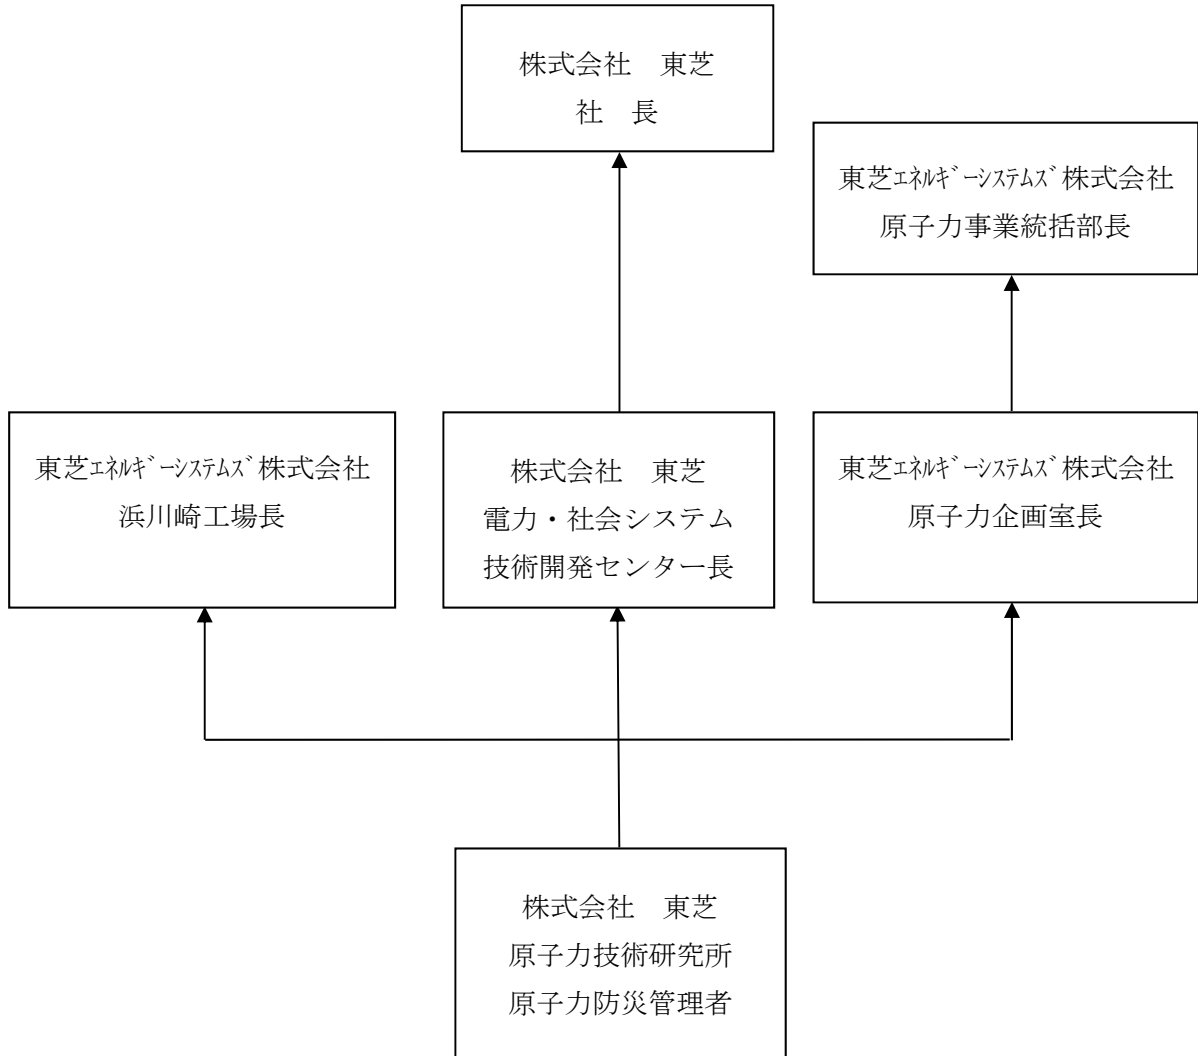 株式会社　東芝
社　長
東芝ｴﾈﾙｷﾞｰｼｽﾃﾑｽﾞ株式会社
原子力事業統括部長
東芝ｴﾈﾙｷﾞｰｼｽﾃﾑｽﾞ株式会社
浜川崎工場長
株式会社　東芝
電力・社会システム
技術開発センター長
東芝ｴﾈﾙｷﾞｰｼｽﾃﾑｽﾞ株式会社
原子力企画室長
株式会社　東芝
原子力技術研究所
原子力防災管理者